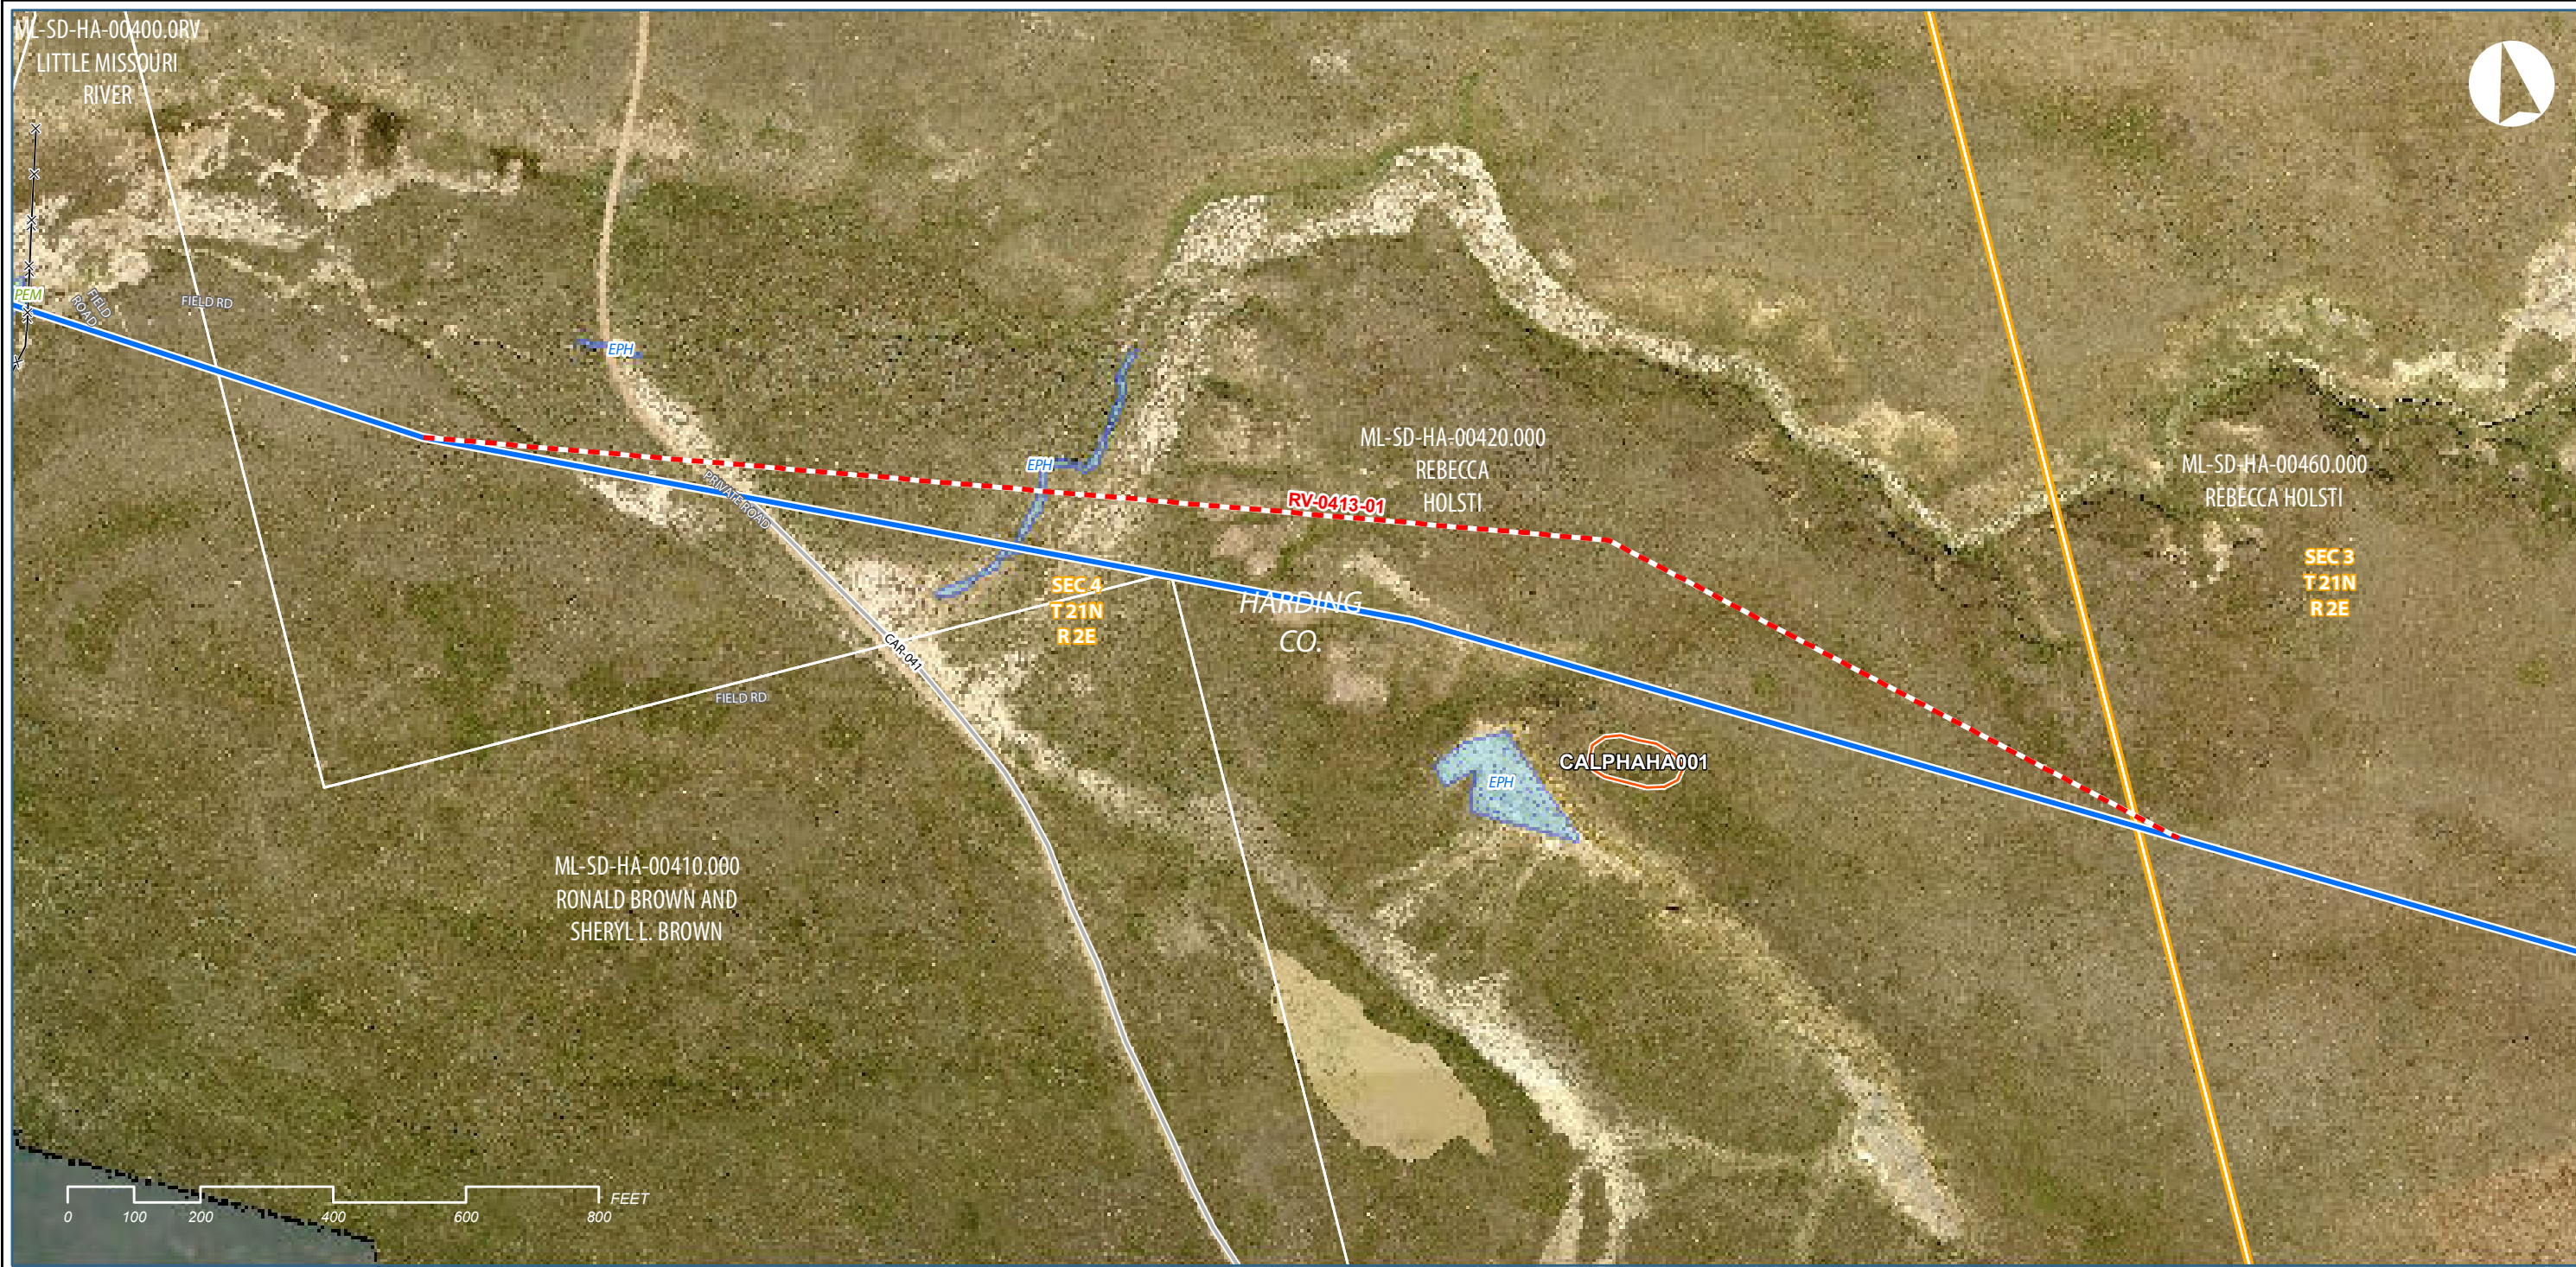 ML-SD-HA-00400.0RV
LITTLE MISSOURI
RIVER
PEM
FIELD
ROAD
FIELD RD
EPH
EPH
PRIVATE ROAD
RV-0413-01
ML-SD-HA-00420.000
REBECCA
HOLSTI
ML-SD-HA-00460.000
REBECCA HOLSTI
SEC 3
T 21N
R 2E
SEC 4
T 21N
R 2E
HARDING
CO.
CAR-041
FIELD RD
EPH
CALPHAHA001
ML-SD-HA-00410.000
RONALD BROWN AND
SHERYL L. BROWN
FEET
0 100 200 400 600 800